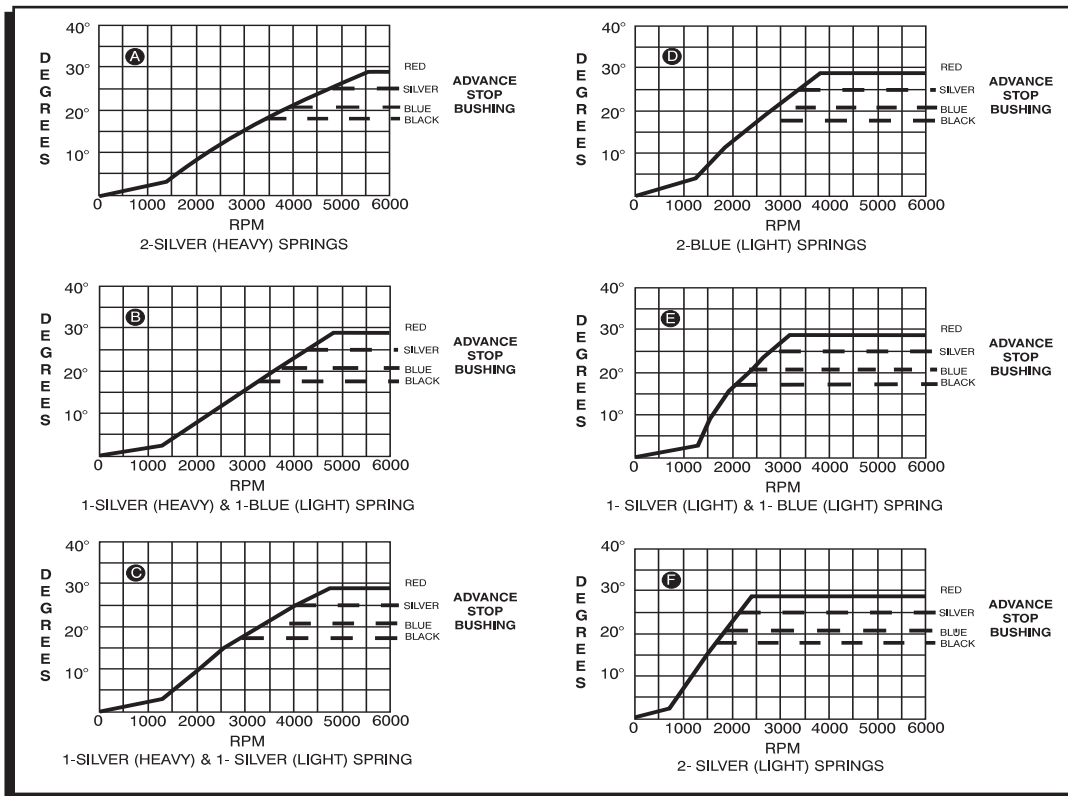 A
40°
30°
20°
10°
DEGREES
0 1000 2000 3000 4000 5000 6000
RPM
RED
SILVER
BLUE
BLACK
ADVANCE
STOP
BUSHING
2-SILVER (HEAVY) SPRINGS
D
40°
30°
20°
10°
DEGREES
0 1000 2000 3000 4000 5000 6000
RPM
RED
SILVER
BLUE
BLACK
ADVANCE
STOP
BUSHING
2-BLUE (LIGHT) SPRINGS
B
40°
30°
20°
10°
DEGREES
0 1000 2000 3000 4000 5000 6000
RPM
RED
SILVER
BLUE
BLACK
ADVANCE
STOP
BUSHING
1-SILVER (HEAVY) & 1-BLUE (LIGHT) SPRING
E
40°
30°
20°
10°
DEGREES
0 1000 2000 3000 4000 5000 6000
RPM
RED
SILVER
BLUE
BLACK
ADVANCE
STOP
BUSHING
1- SILVER (LIGHT) & 1- BLUE (LIGHT) SPRING
C
40°
30°
20°
10°
DEGREES
0 1000 2000 3000 4000 5000 6000
RPM
RED
SILVER
BLUE
BLACK
ADVANCE
STOP
BUSHING
1-SILVER (HEAVY) & 1- SILVER (LIGHT) SPRING
F
40°
30°
20°
10°
DEGREES
0 1000 2000 3000 4000 5000 6000
RPM
RED
SILVER
BLUE
BLACK
ADVANCE
STOP
BUSHING
2- SILVER (LIGHT) SPRINGS